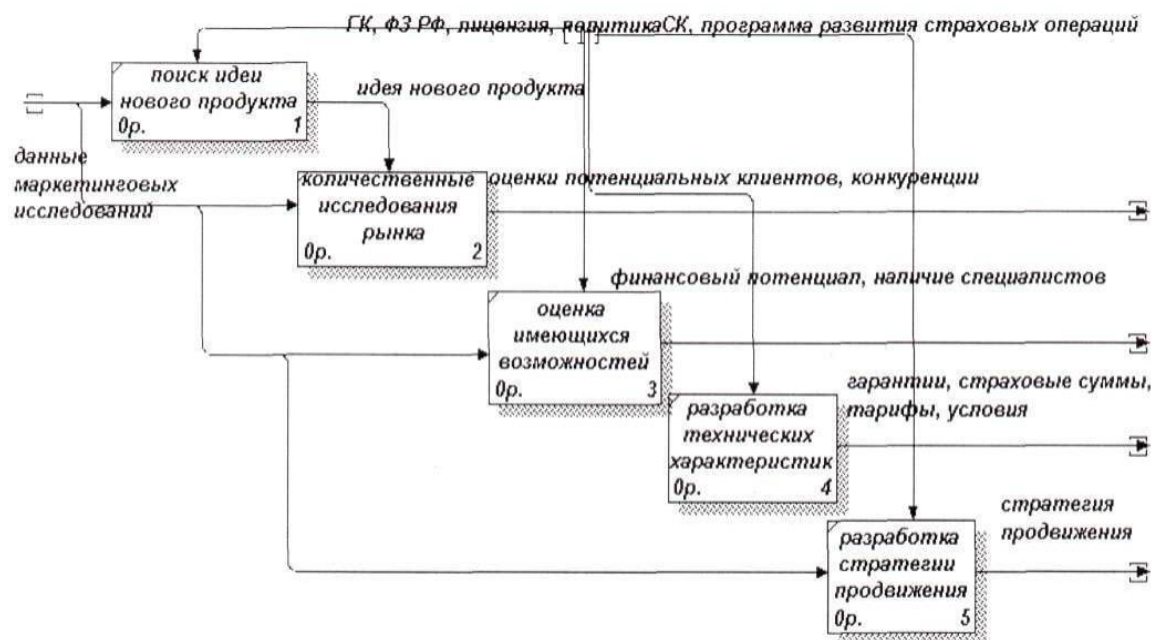 ГК, ФЗ РФ, лицензия, политикаСК, программа развития страховых операций
поиск идеи
нового продукта
0р. 1
идея нового продукта
данные
маркетинговых
исследований
количественные
исследования
рынка
0р. 2
оценки потенциальных клиентов, конкуренции
финансовый потенциал, наличие специалистов
оценка
имеющихся
возможностей
0р. 3
гарантии, страховые суммы,
тарифы, условия
разработка
технических
характеристик
0р. 4
стратегия
продвижения
разработка
стратегии
продвижения
0р. 5